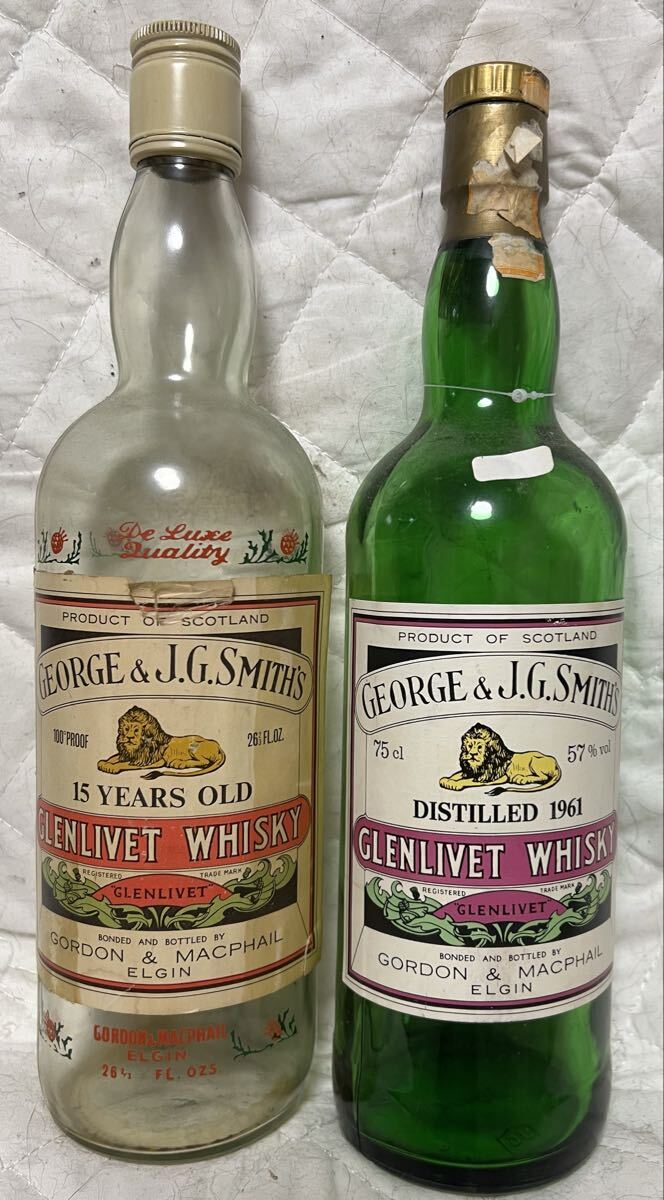 De Luxe
Quality
PRODUCT OF SCOTLAND
GEORGE & J.G. SMITH'S
100° PROOF
26⅔ FL.OZ.
15 YEARS OLD
GLENLIVET WHISKY
REGISTERED
TRADE MARK
"GLENLIVET"
BONDED AND BOTTLED BY
GORDON & MACPHAIL
ELGIN
GORDON & MACPHAIL
ELGIN
26 2/3 FL. OZS
PRODUCT OF SCOTLAND
GEORGE & J.G. SMITH'S
75 cl
57% vol
DISTILLED 1961
GLENLIVET WHISKY
REGISTERED
TRADE MARK
"GLENLIVET"
BONDED AND BOTTLED BY
GORDON & MACPHAIL
ELGIN